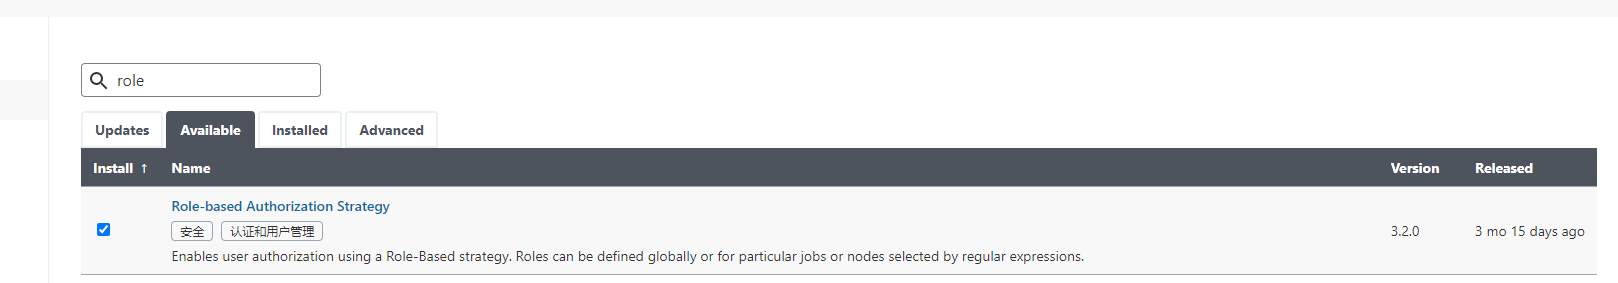 role
Updates Available Installed Advanced
Install ↑ Name Version Released
Role-based Authorization Strategy
安全 认证和用户管理
3.2.0 3 mo 15 days ago
Enables user authorization using a Role-Based strategy. Roles can be defined globally or for particular jobs or nodes selected by regular expressions.